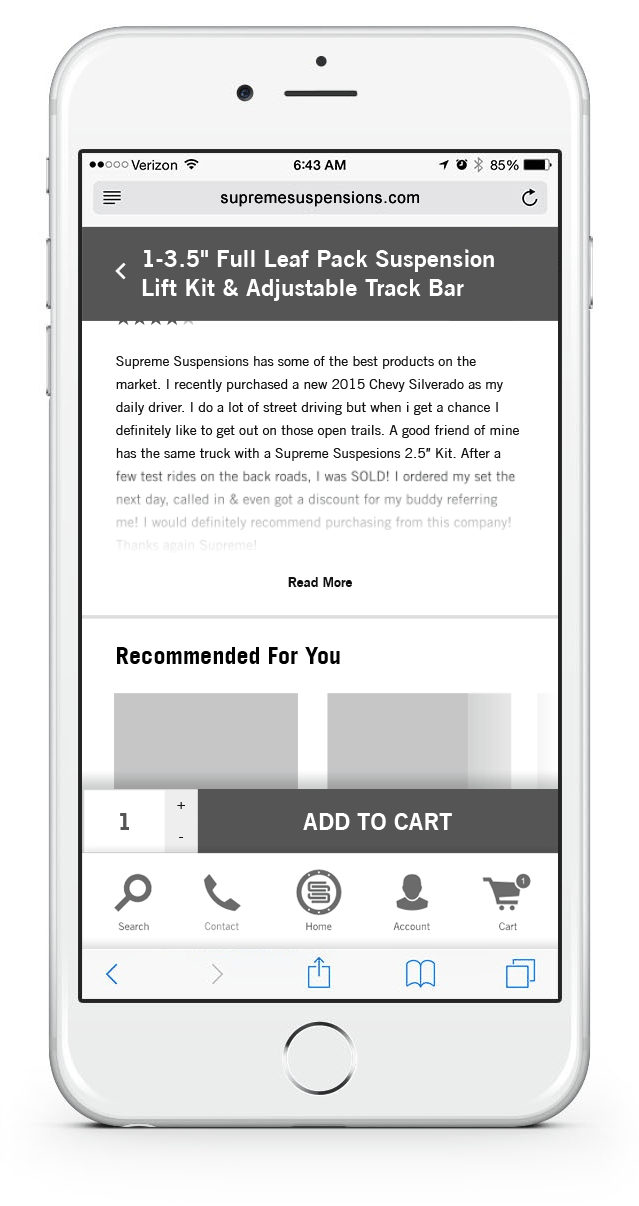 Verizon 6:43 AM 85%
supremesuspensions.com
1-3.5" Full Leaf Pack Suspension
Lift Kit & Adjustable Track Bar
Supreme Suspensions has some of the best products on the
market. I recently purchased a new 2015 Chevy Silverado as my
daily driver. I do a lot of street driving but when i get a chance I
definitely like to get out on those open trails. A good friend of mine
has the same truck with a Supreme Suspesions 2.5" Kit. After a
few test rides on the back roads, I was SOLD! I ordered my set the
next day, called in & even got a discount for my buddy referring
me! I would definitely recommend purchasing from this company!
Thanks again Supreme!
Read More
Recommended For You
1 + - ADD TO CART
1
Search Contact Home Account Cart